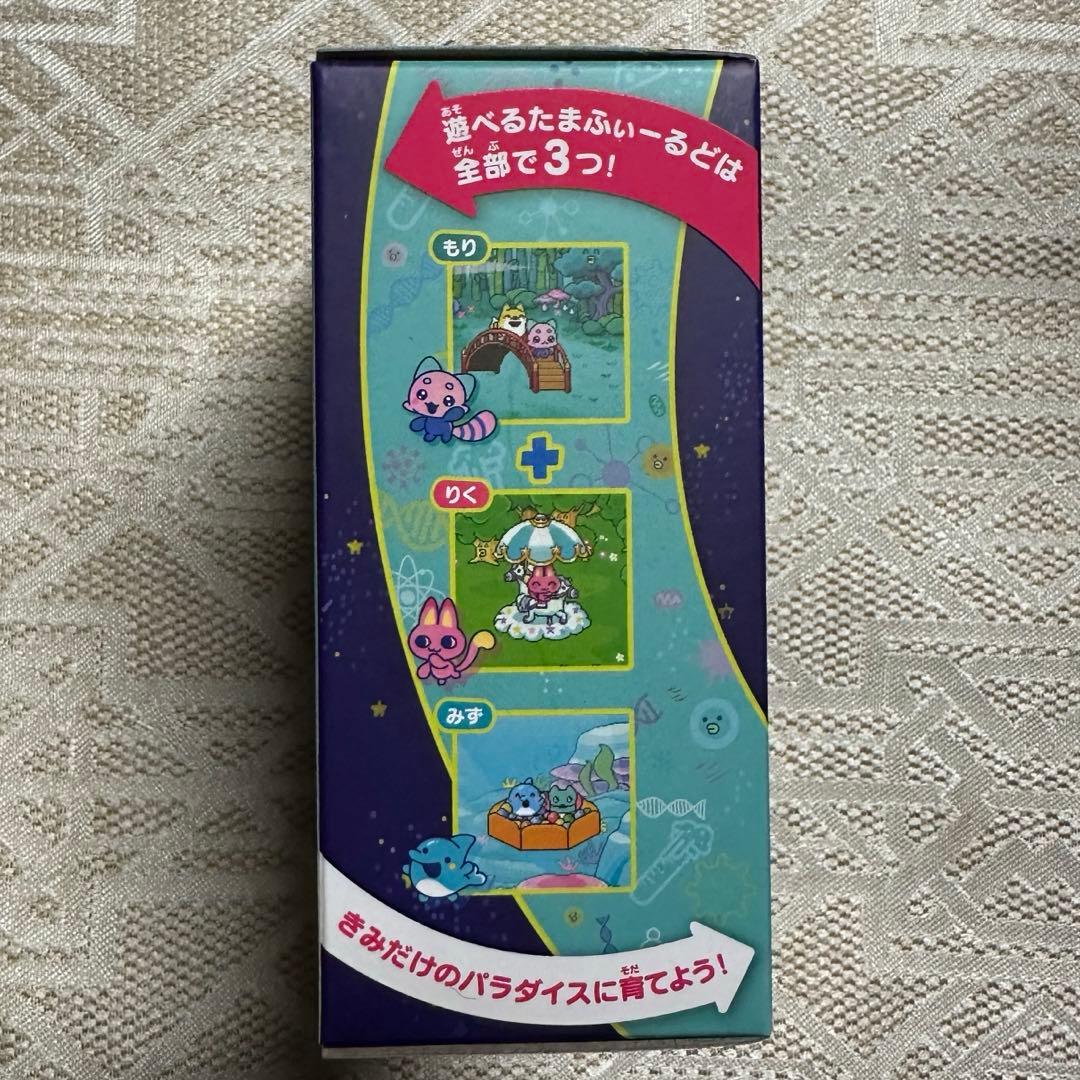 遊べるたまふぃーるどは
全部で3つ!
もり
りく
みず
きみだけのパラダイスに育てよう!